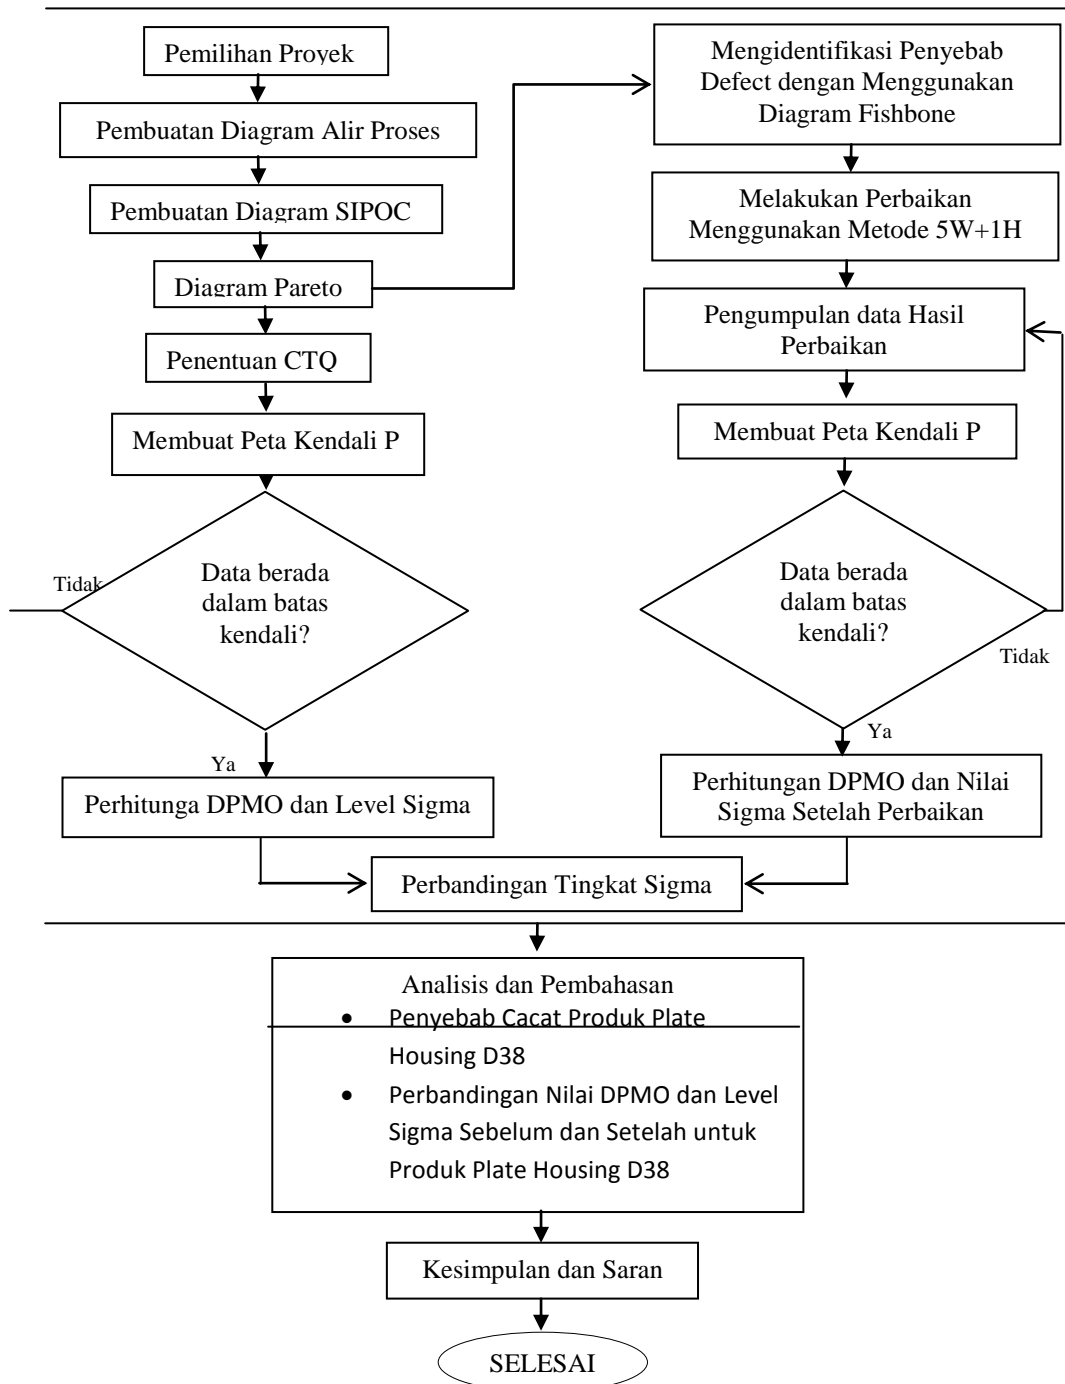 Pemilihan Proyek
Pembuatan Diagram Alir Proses
Pembuatan Diagram SIPOC
Diagram Pareto
Penentuan CTQ
Membuat Peta Kendali P
Data berada
dalam batas
kendali?
Tidak
Ya
Perhitunga DPMO dan Level Sigma
Mengidentifikasi Penyebab
Defect dengan Menggunakan
Diagram Fishbone
Melakukan Perbaikan
Menggunakan Metode 5W+1H
Pengumpulan data Hasil
Perbaikan
Membuat Peta Kendali P
Data berada
dalam batas
kendali?
Tidak
Ya
Perhitungan DPMO dan Nilai
Sigma Setelah Perbaikan
Perbandingan Tingkat Sigma
Analisis dan Pembahasan
• Penyebab Cacat Produk Plate
Housing D38
• Perbandingan Nilai DPMO dan Level
Sigma Sebelum dan Setelah untuk
Produk Plate Housing D38
Kesimpulan dan Saran
SELESAI